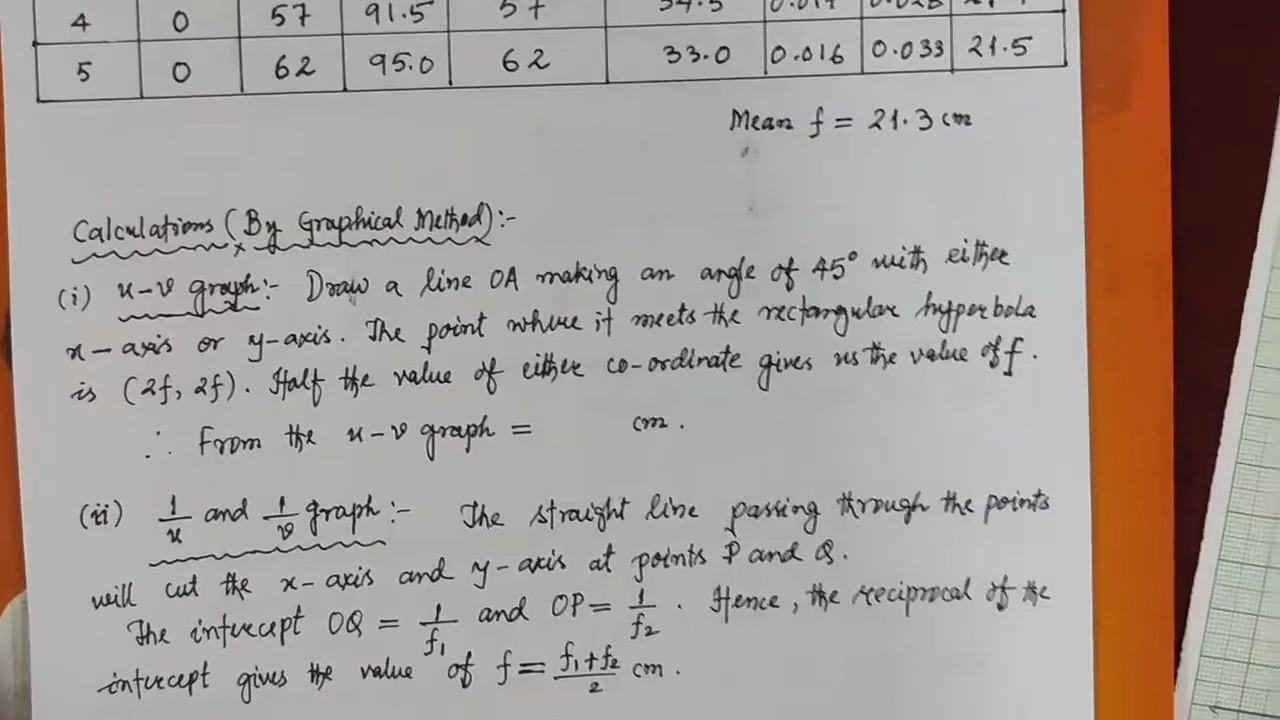 4 0 57 91.5 57 34.5
5 0 62 95.0 62 33.0 0.016 0.033 21.5
Mean f = 21.3 cm
Calculations (By Graphical Method):-
(i) u-v graph:- Draw a line OA making an angle of 45° with either
x-axis or y-axis. The point where it meets the rectangular hyperbola
is (2f, 2f). Half the value of either co-ordinate gives us the value of f.
∴ From the u-v graph = cm.
(ii) 1/u and 1/v graph:- The straight line passing through the points
will cut the x-axis and y-axis at points P and Q.
The intercept OQ = 1/f₁ and OP = 1/f₂. Hence, the reciprocal of the
intercept gives the value of f = f₁+f₂/2 cm.